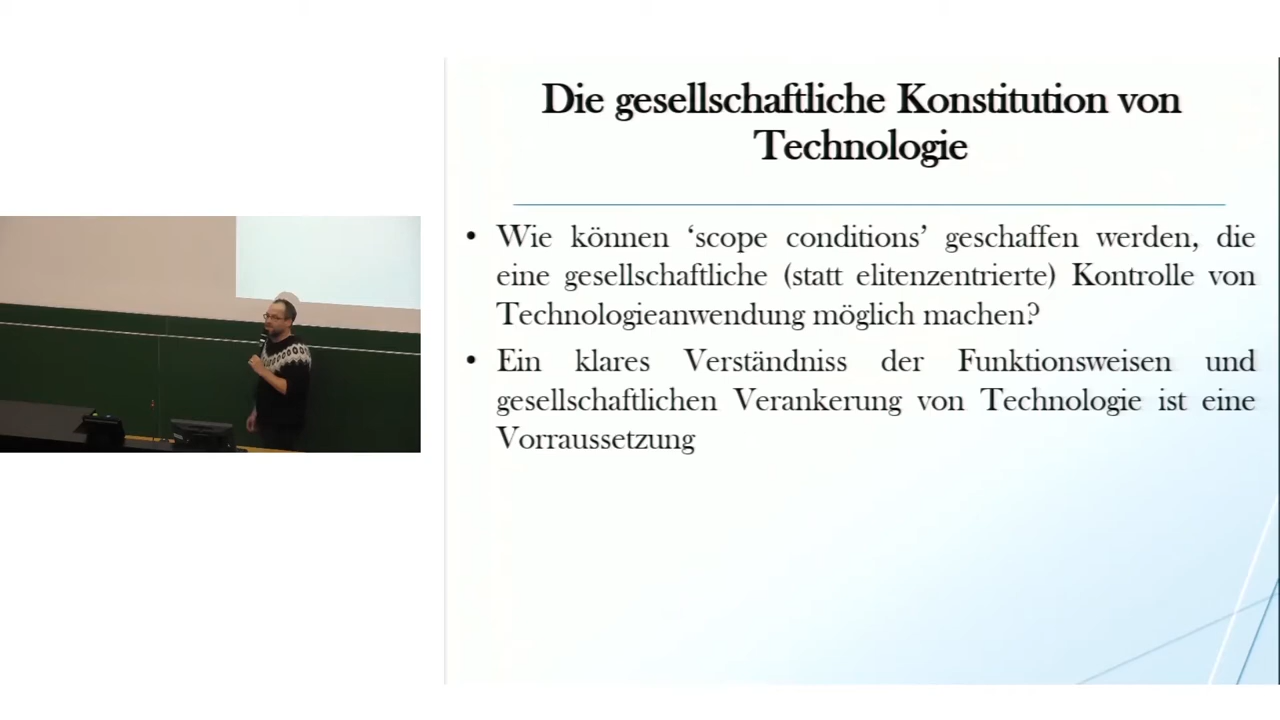 Die gesellschaftliche Konstitution von
Technologie
• Wie können ‘scope conditions’ geschaffen werden, die
eine gesellschaftliche (statt elitenzentrierte) Kontrolle von
Technologieanwendung möglich machen?
• Ein klares Verständniss der Funktionsweisen und
gesellschaftlichen Verankerung von Technologie ist eine
Vorraussetzung